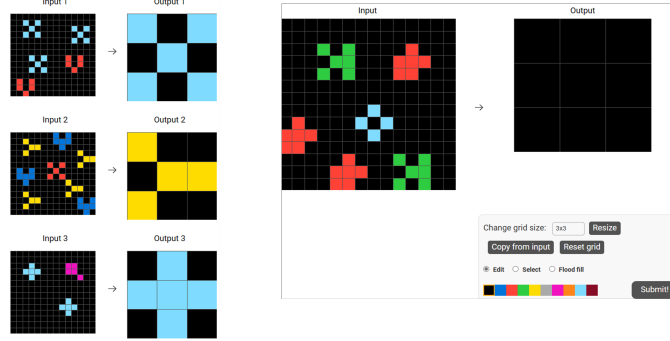 Input 1
Output 1
→
Input 2
Output 2
→
Input 3
Output 3
→
Input
Output
→
Change grid size:
3x3
Resize
Copy from input
Reset grid
Edit
Select
Flood fill
Submit!